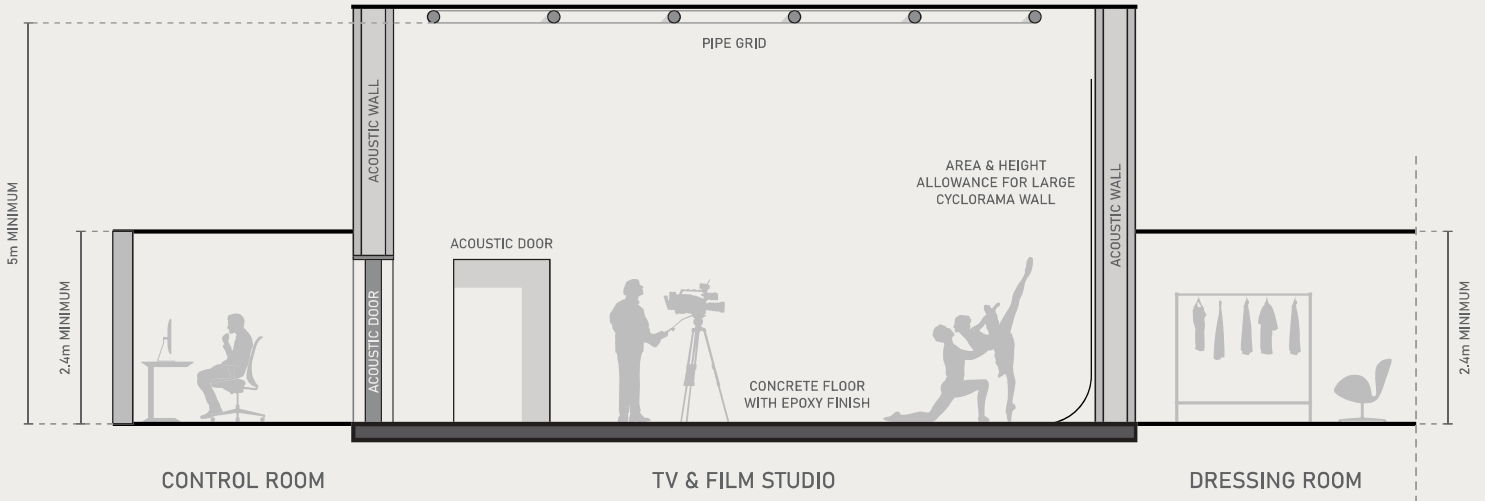 PIPE GRID
ACOUSTIC WALL
AREA & HEIGHT
ALLOWANCE FOR LARGE
CYCLORAMA WALL
ACOUSTIC WALL
5m MINIMUM
ACOUSTIC DOOR
2.4m MINIMUM
ACOUSTIC DOOR
2.4m MINIMUM
CONCRETE FLOOR
WITH EPOXY FINISH
CONTROL ROOM
TV & FILM STUDIO
DRESSING ROOM